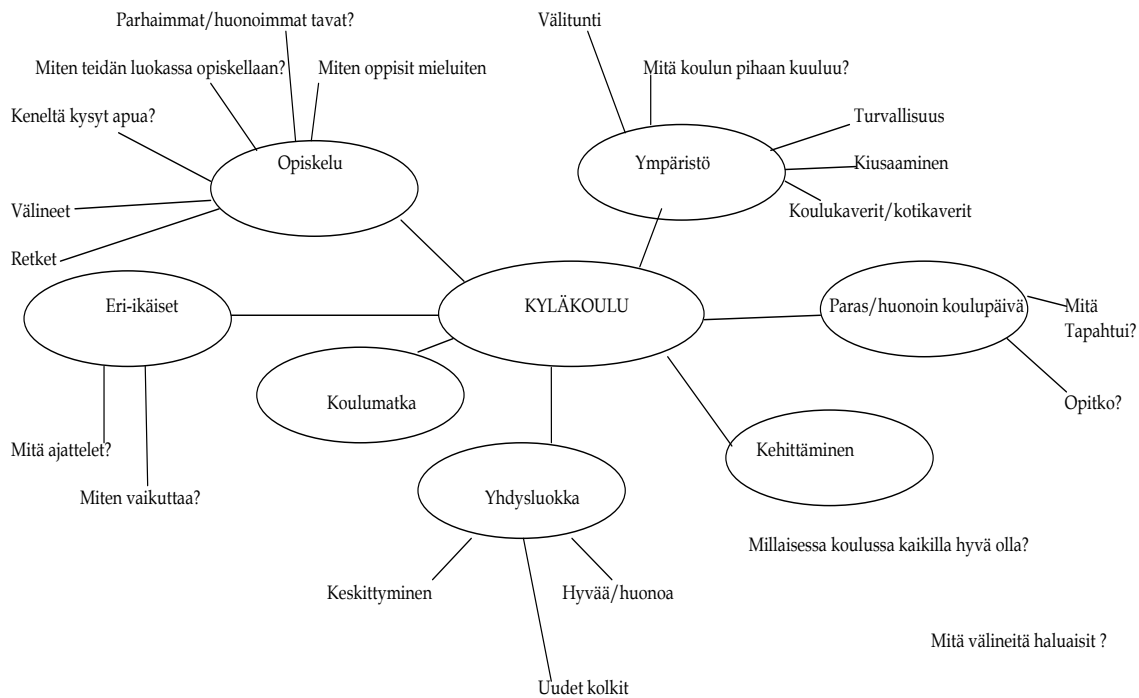 Parhaimmat/huonoimmat tavat?
Välitunti
Miten teidän luokassa opiskellaan?
Miten oppisit mieluiten
Mitä koulun pihaan kuuluu?
Keneltä kysyt apua?
Turvallisuus
Opiskelu
Ympäristö
Kiusaaminen
Välineet
Koulukaverit/kotikaverit
Retket
Eri-ikäiset
KYLÄKOULU
Paras/huonoin koulupäivä
Mitä
Tapahtui?
Koulumatka
Opitko?
Mitä ajattelet?
Kehittäminen
Miten vaikuttaa?
Yhdysluokka
Millaisessa koulussa kaikilla hyvä olla?
Keskittyminen
Hyvää/huonoa
Mitä välineitä haluaisit ?
Uudet kolkit